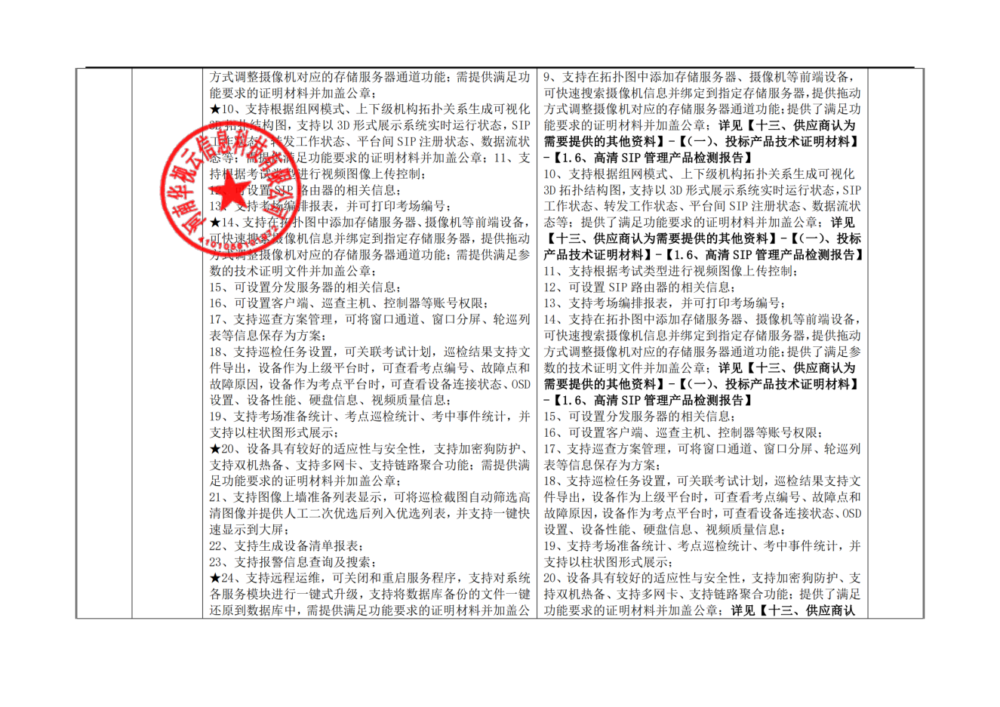 方式调整摄像机对应的存储服务器通道功能；需提供满足功
能要求的证明材料并加盖公章；
★10、支持根据组网模式、上下级机构拓扑关系生成可视化
3D 拓扑结构图，支持以 3D 形式展示系统实时运行状态，SIP
工作状态、转发工作状态、平台间 SIP 注册状态、数据流状
态等；需提供满足功能要求的证明材料并加盖公章；11、支
持根据考试类型进行视频图像上传控制；
12、可设置 SIP 路由器的相关信息；
13、支持考场编排报表，并可打印考场编号；
★14、支持在拓扑图中添加存储服务器、摄像机等前端设备，
可快速搜索摄像机信息并绑定到指定存储服务器，提供拖动
方式调整摄像机对应的存储服务器通道功能；需提供满足参
数的技术证明文件并加盖公章；
15、可设置分发服务器的相关信息；
16、可设置客户端、巡查主机、控制器等账号权限；
17、支持巡查方案管理，可将窗口通道、窗口分屏、轮巡列
表等信息保存为方案；
18、支持巡检任务设置，可关联考试计划，巡检结果支持文
件导出，设备作为上级平台时，可查看考点编号、故障点和
故障原因，设备作为考点平台时，可查看设备连接状态、OSD
设置、设备性能、硬盘信息、视频质量信息；
19、支持考场准备统计、考点巡检统计、考中事件统计，并
支持以柱状图形式展示；
★20、设备具有较好的适应性与安全性，支持加密狗防护、
支持双机热备、支持多网卡、支持链路聚合功能；需提供满
足功能要求的证明材料并加盖公章；
21、支持图像上墙准备列表显示，可将巡检截图自动筛选高
清图像并提供人工二次优选后列入优选列表，并支持一键快
速显示到大屏；
22、支持生成设备清单报表；
23、支持报警信息查询及搜索；
★24、支持远程运维，可关闭和重启服务程序，支持对系统
各服务模块进行一键式升级，支持将数据库备份的文件一键
还原到数据库中，需提供满足功能要求的证明材料并加盖公
9、支持在拓扑图中添加存储服务器、摄像机等前端设备，
可快速搜索摄像机信息并绑定到指定存储服务器，提供拖动
方式调整摄像机对应的存储服务器通道功能；提供了满足功
能要求的证明材料并加盖公章；详见【十三、供应商认为
需要提供的其他资料】-【（一）、投标产品技术证明材料】
-【1.6、高清 SIP 管理产品检测报告】
10、支持根据组网模式、上下级机构拓扑关系生成可视化
3D 拓扑结构图，支持以 3D 形式展示系统实时运行状态，SIP
工作状态、转发工作状态、平台间 SIP 注册状态、数据流状
态等；提供了满足功能要求的证明材料并加盖公章；详见
【十三、供应商认为需要提供的其他资料】-【（一）、投标
产品技术证明材料】-【1.6、高清 SIP 管理产品检测报告】
11、支持根据考试类型进行视频图像上传控制；
12、可设置 SIP 路由器的相关信息；
13、支持考场编排报表，并可打印考场编号；
14、支持在拓扑图中添加存储服务器、摄像机等前端设备，
可快速搜索摄像机信息并绑定到指定存储服务器，提供拖动
方式调整摄像机对应的存储服务器通道功能；提供了满足参
数的技术证明文件并加盖公章；详见【十三、供应商认为
需要提供的其他资料】-【（一）、投标产品技术证明材料】
-【1.6、高清 SIP 管理产品检测报告】
15、可设置分发服务器的相关信息；
16、可设置客户端、巡查主机、控制器等账号权限；
17、支持巡查方案管理，可将窗口通道、窗口分屏、轮巡列
表等信息保存为方案；
18、支持巡检任务设置，可关联考试计划，巡检结果支持文
件导出，设备作为上级平台时，可查看考点编号、故障点和
故障原因，设备作为考点平台时，可查看设备连接状态、OSD
设置、设备性能、硬盘信息、视频质量信息；
19、支持考场准备统计、考点巡检统计、考中事件统计，并
支持以柱状图形式展示；
20、设备具有较好的适应性与安全性，支持加密狗防护、支
持双机热备、支持多网卡、支持链路聚合功能；提供了满足
功能要求的证明材料并加盖公章；详见【十三、供应商认
河南华视云信息科技有限公司